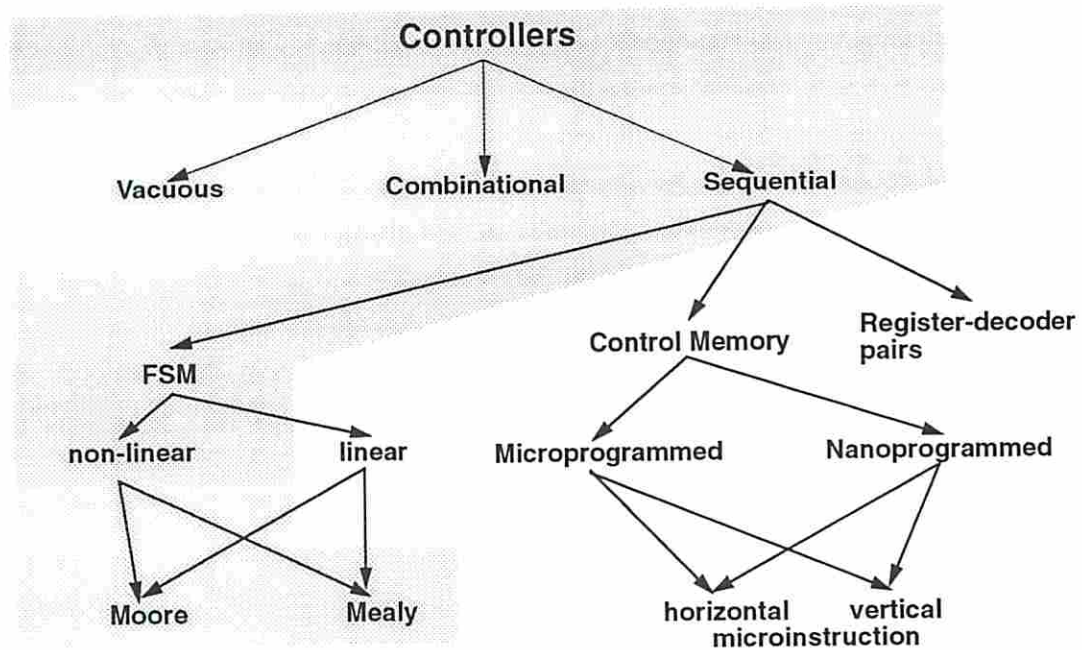 Controllers
Vacuous
Combinational
Sequential
FSM
Control Memory
Register-decoder
pairs
non-linear
linear
Microprogrammed
Nanoprogrammed
Moore
Mealy
horizontal
vertical
microinstruction